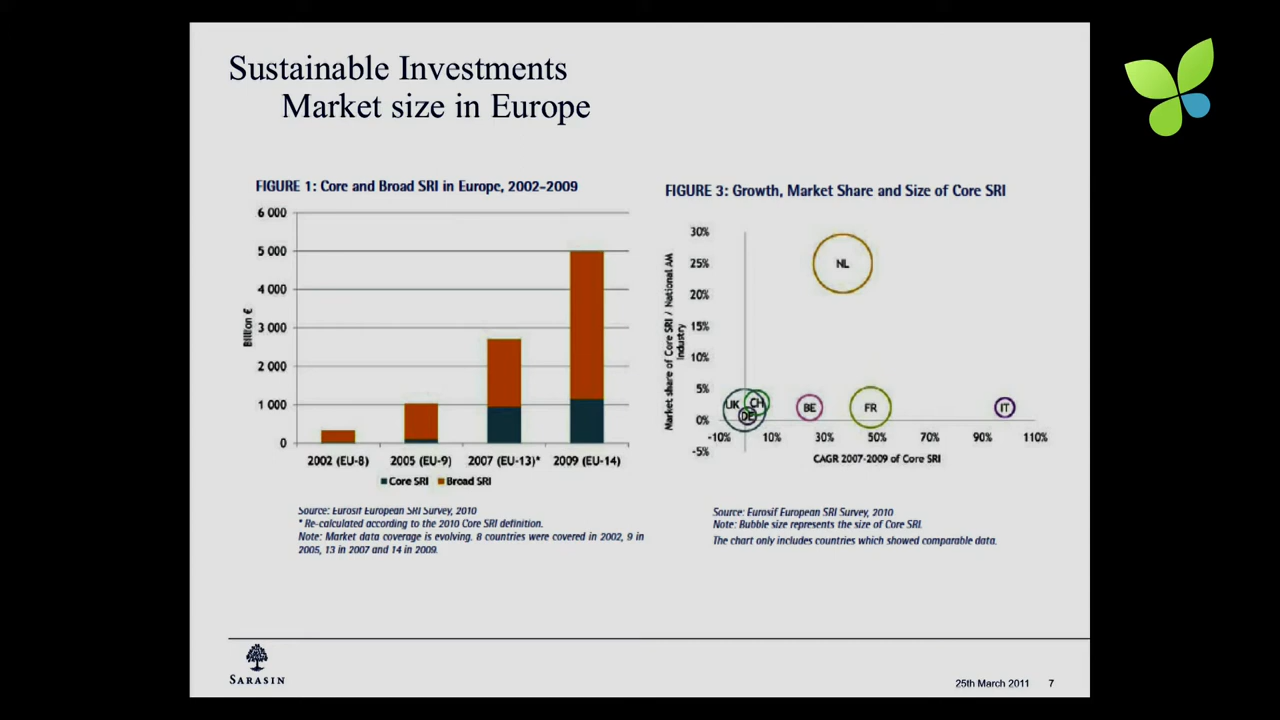 Sustainable Investments
Market size in Europe
FIGURE 1: Core and Broad SRI in Europe, 2002-2009
6 000
5 000
4 000
3 000
2 000
1 000
0
Billion €
2002 (EU-8)
2005 (EU-9)
2007 (EU-13)*
2009 (EU-14)
Core SRI
Broad SRI
Source: Eurosif European SRI Survey, 2010
* Re-calculated according to the 2010 Core SRI definition.
Note: Market data coverage is evolving. 8 countries were covered in 2002, 9 in
2005, 13 in 2007 and 14 in 2009.
FIGURE 3: Growth, Market Share and Size of Core SRI
Market share of Core SRI / National AM
Industry
30%
25%
20%
15%
10%
5%
0%
-5%
NL
UK
CH
DE
BE
FR
IT
-10%
10%
30%
50%
70%
90%
110%
CAGR 2007-2009 of Core SRI
Source: Eurosif European SRI Survey, 2010
Note: Bubble size represents the size of Core SRI.
The chart only includes countries which showed comparable data.
SARASIN
25th March 2011
7